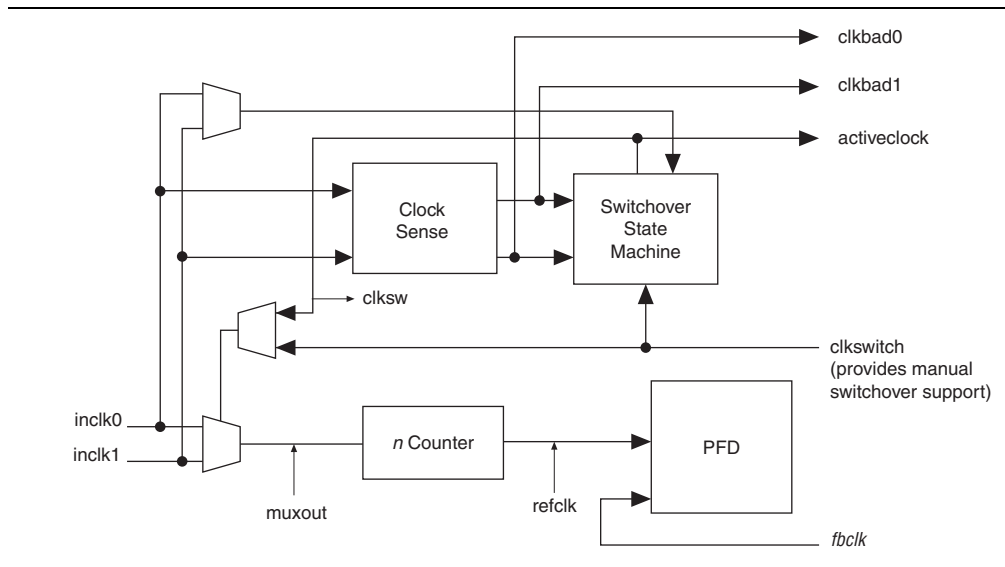 clkbad0
clkbad1
activeclock
Clock
Sense
Switchover
State
Machine
clksw
clkswitch
(provides manual
switchover support)
inclk0
inclk1
n Counter
PFD
muxout
refclk
fbclk